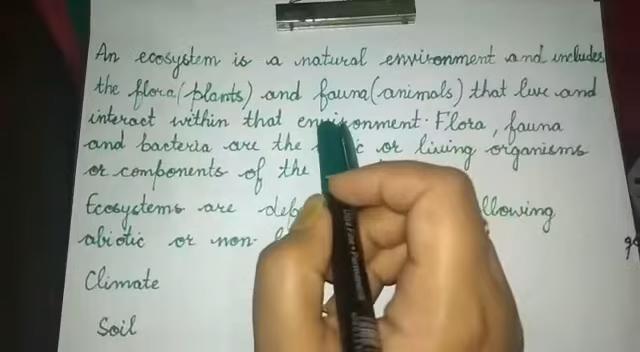 An ecosystem is a natural environment and includes
the flora (plants) and fauna (animals) that live and
interact within that environment. Flora, fauna
and bacteria are the or living organisms
or components of the
Ecosystems are
abiotic or non-
Climate
Soil